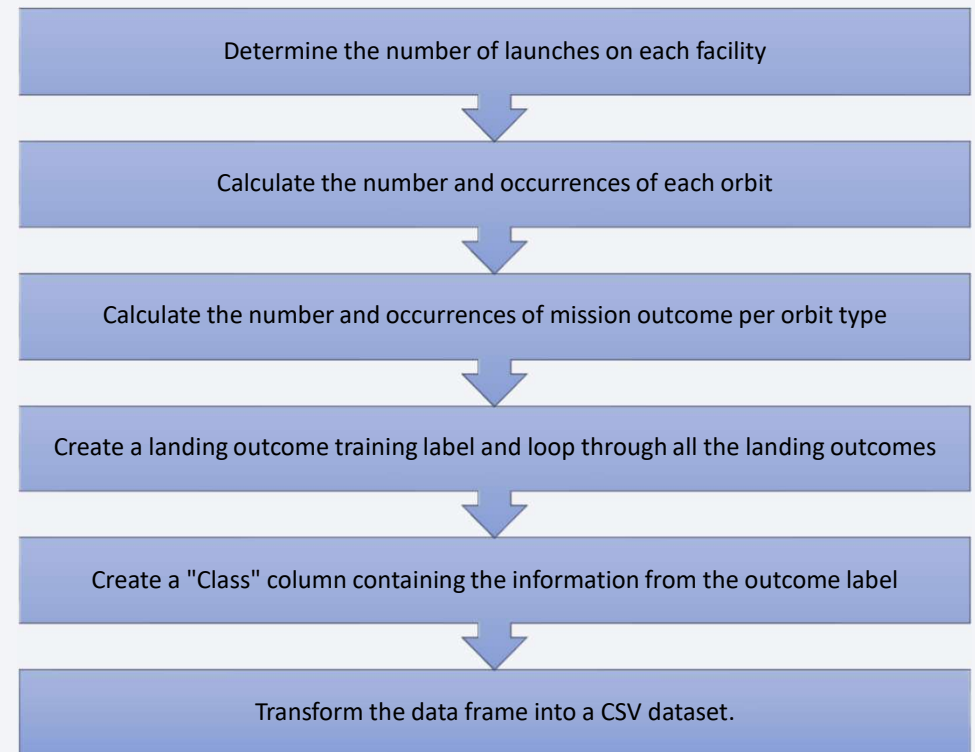 Determine the number of launches on each facility
Calculate the number and occurrences of each orbit
Calculate the number and occurrences of mission outcome per orbit type
Create a landing outcome training label and loop through all the landing outcomes
Create a "Class" column containing the information from the outcome label
Transform the data frame into a CSV dataset.